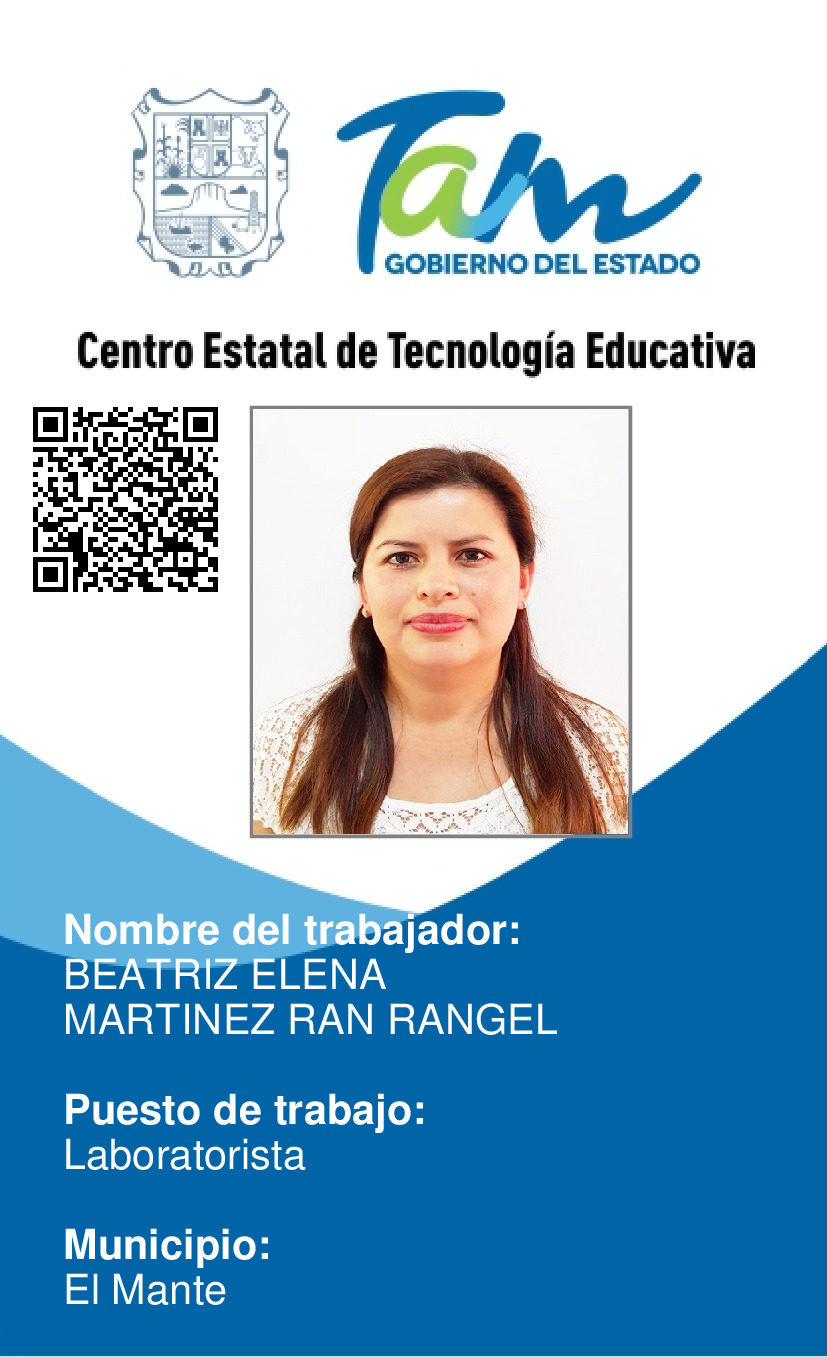 Tam
GOBIERNO DEL ESTADO
Centro Estatal de Tecnología Educativa
Nombre del trabajador:
BEATRIZ ELENA
MARTINEZ RAN RANGEL
Puesto de trabajo:
Laboratorista
Municipio:
El Mante